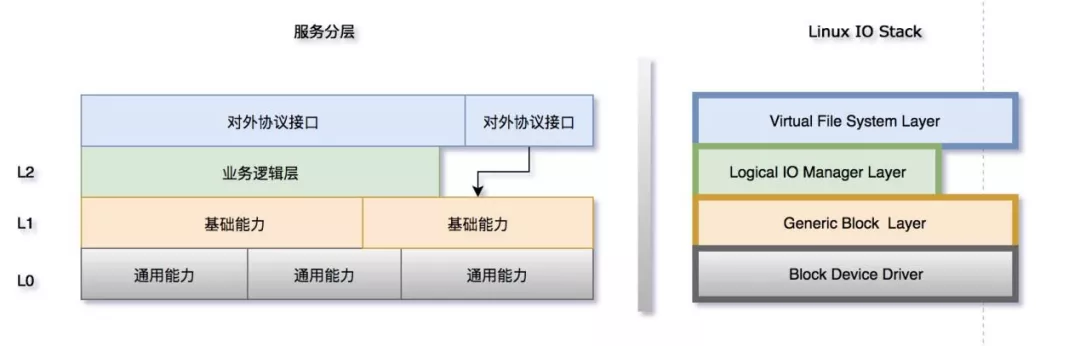 服务分层
Linux IO Stack
对外协议接口
对外协议接口
Virtual File System Layer
L2
业务逻辑层
Logical IO Manager Layer
L1
基础能力
基础能力
Generic Block Layer
L0
通用能力
通用能力
通用能力
Block Device Driver